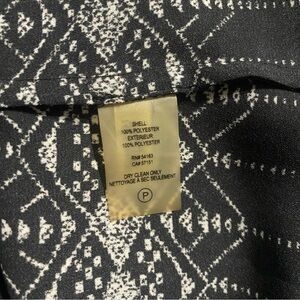 SHELL
100% POLYESTER
EXTERIEUR
100% POLYESTER
RN# 54163
CA# 57151
DRY CLEAN ONLY
NETTOYAGE À SEC SEULEMENT
P